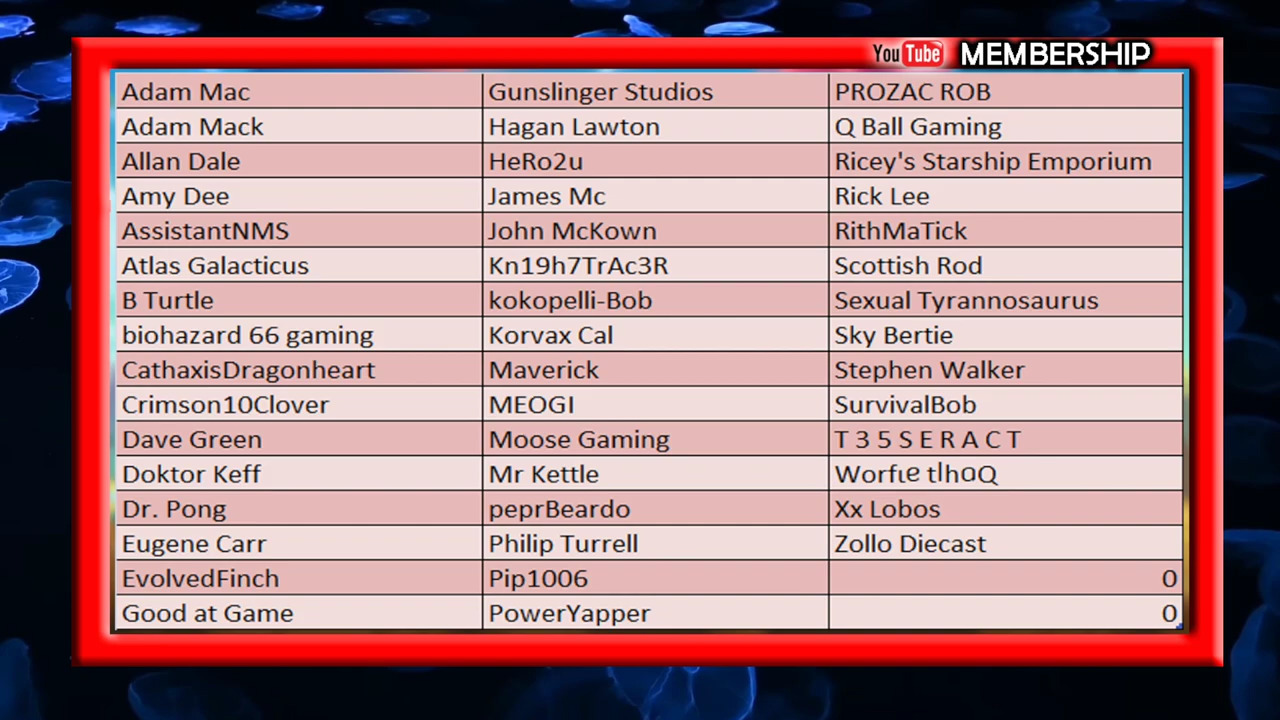 You Tube MEMBERSHIP
Adam Mac Gunslinger Studios PROZAC ROB
Adam Mack Hagan Lawton Q Ball Gaming
Allan Dale HeRo2u Ricey's Starship Emporium
Amy Dee James Mc Rick Lee
AssistantNMS John McKown RithMaTick
Atlas Galacticus Kn19h7TrAc3R Scottish Rod
B Turtle kokopelli-Bob Sexual Tyrannosaurus
biohazard 66 gaming Korvax Cal Sky Bertie
CathaxisDragonheart Maverick Stephen Walker
Crimson10Clover MEOGI SurvivalBob
Dave Green Moose Gaming T 3 5 S E R A C T
Doktor Keff Mr Kettle
Dr. Pong peprBeardo Xx Lobos
Eugene Carr Philip Turrell Zollo Diecast
EvolvedFinch Pip1006 0
Good at Game PowerYapper 0